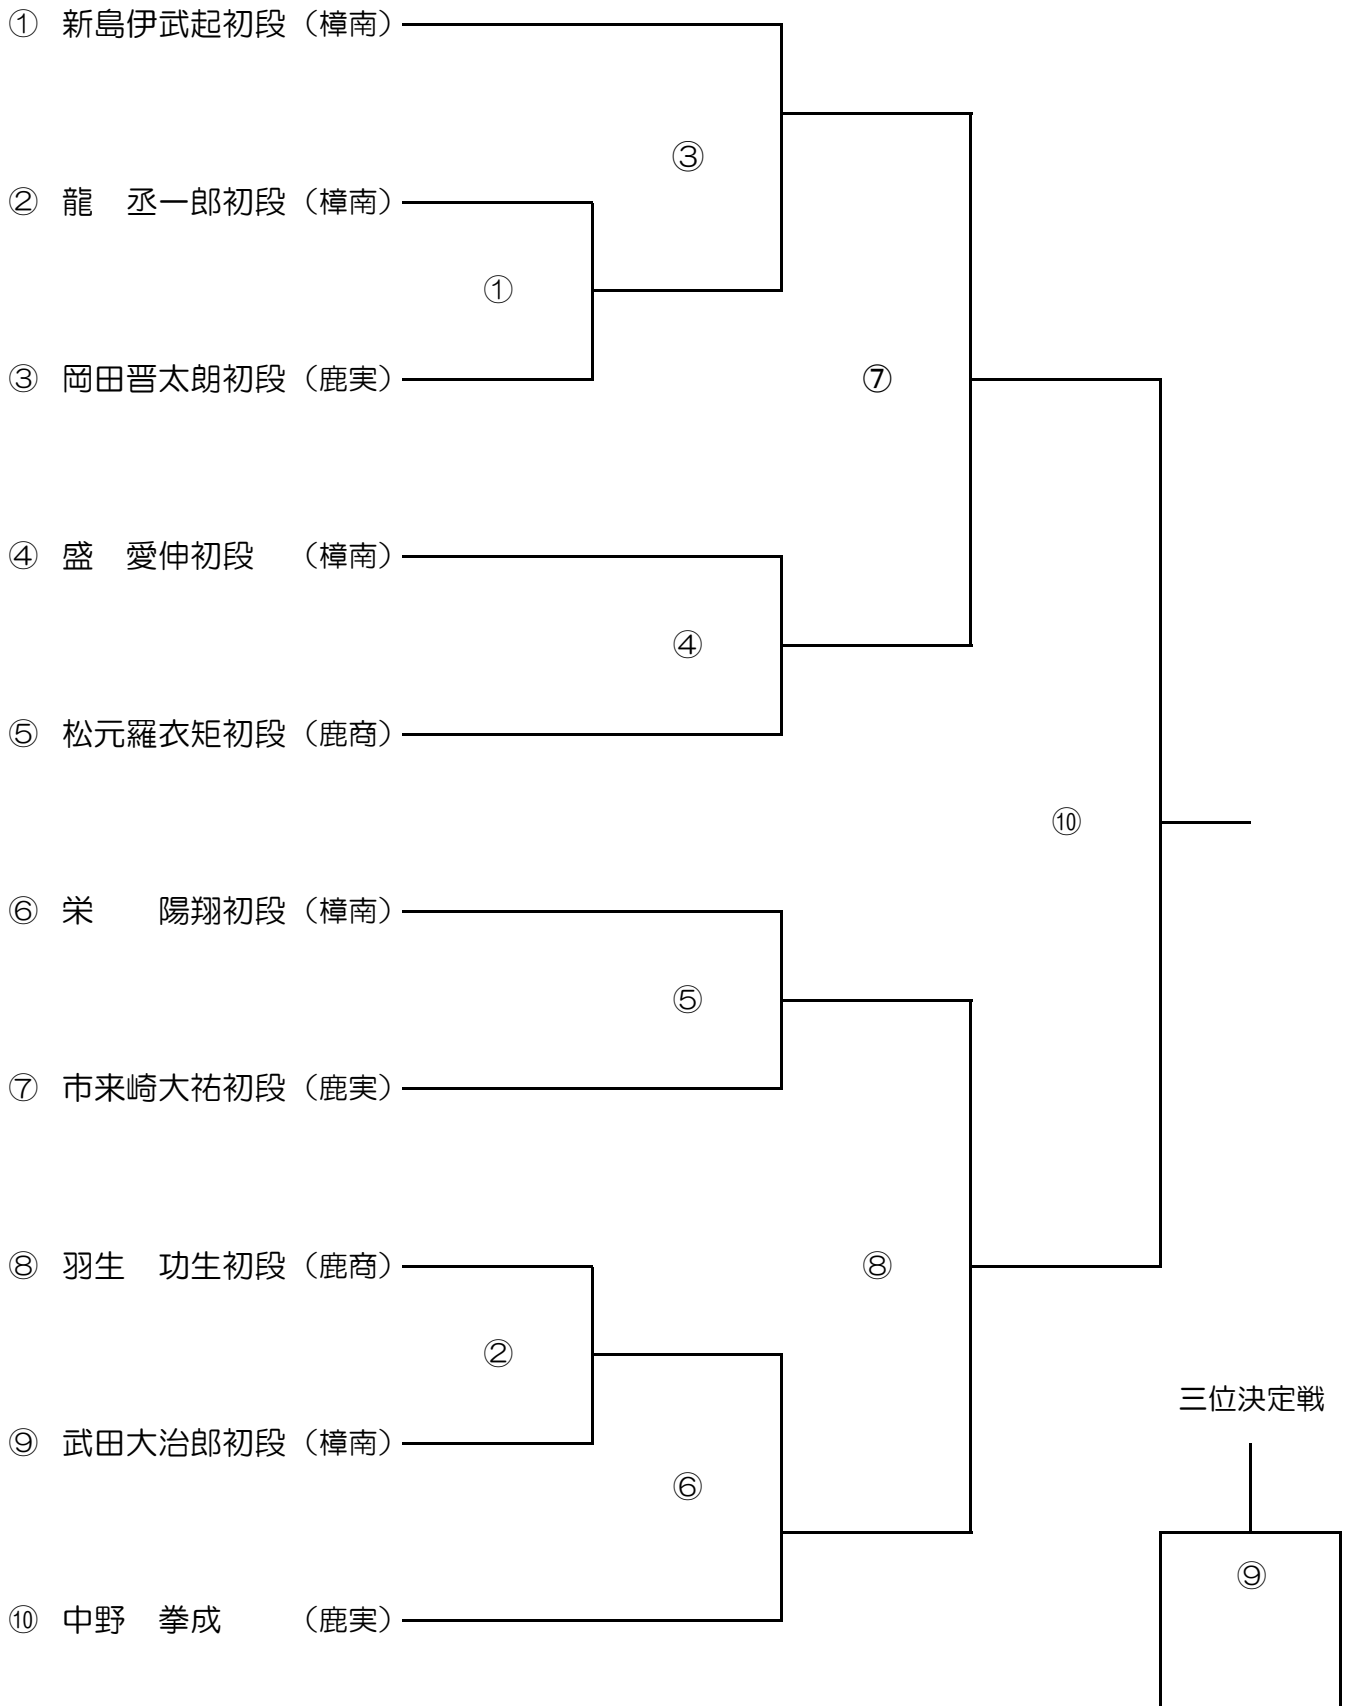 ① 新島伊武起初段（樟南）
③
② 龍　丞一郎初段（樟南）
①
③ 岡田晋太朗初段（鹿実）
⑦
④ 盛　愛伸初段　（樟南）
④
⑤ 松元羅衣矩初段（鹿商）
⑩
⑥ 栄　　陽翔初段（樟南）
⑤
⑦ 市来崎大祐初段（鹿実）
⑧ 羽生　功生初段（鹿商）
⑧
②
三位決定戦
⑨ 武田大治郎初段（樟南）
⑥
⑨
⑩ 中野　拳成　　（鹿実）